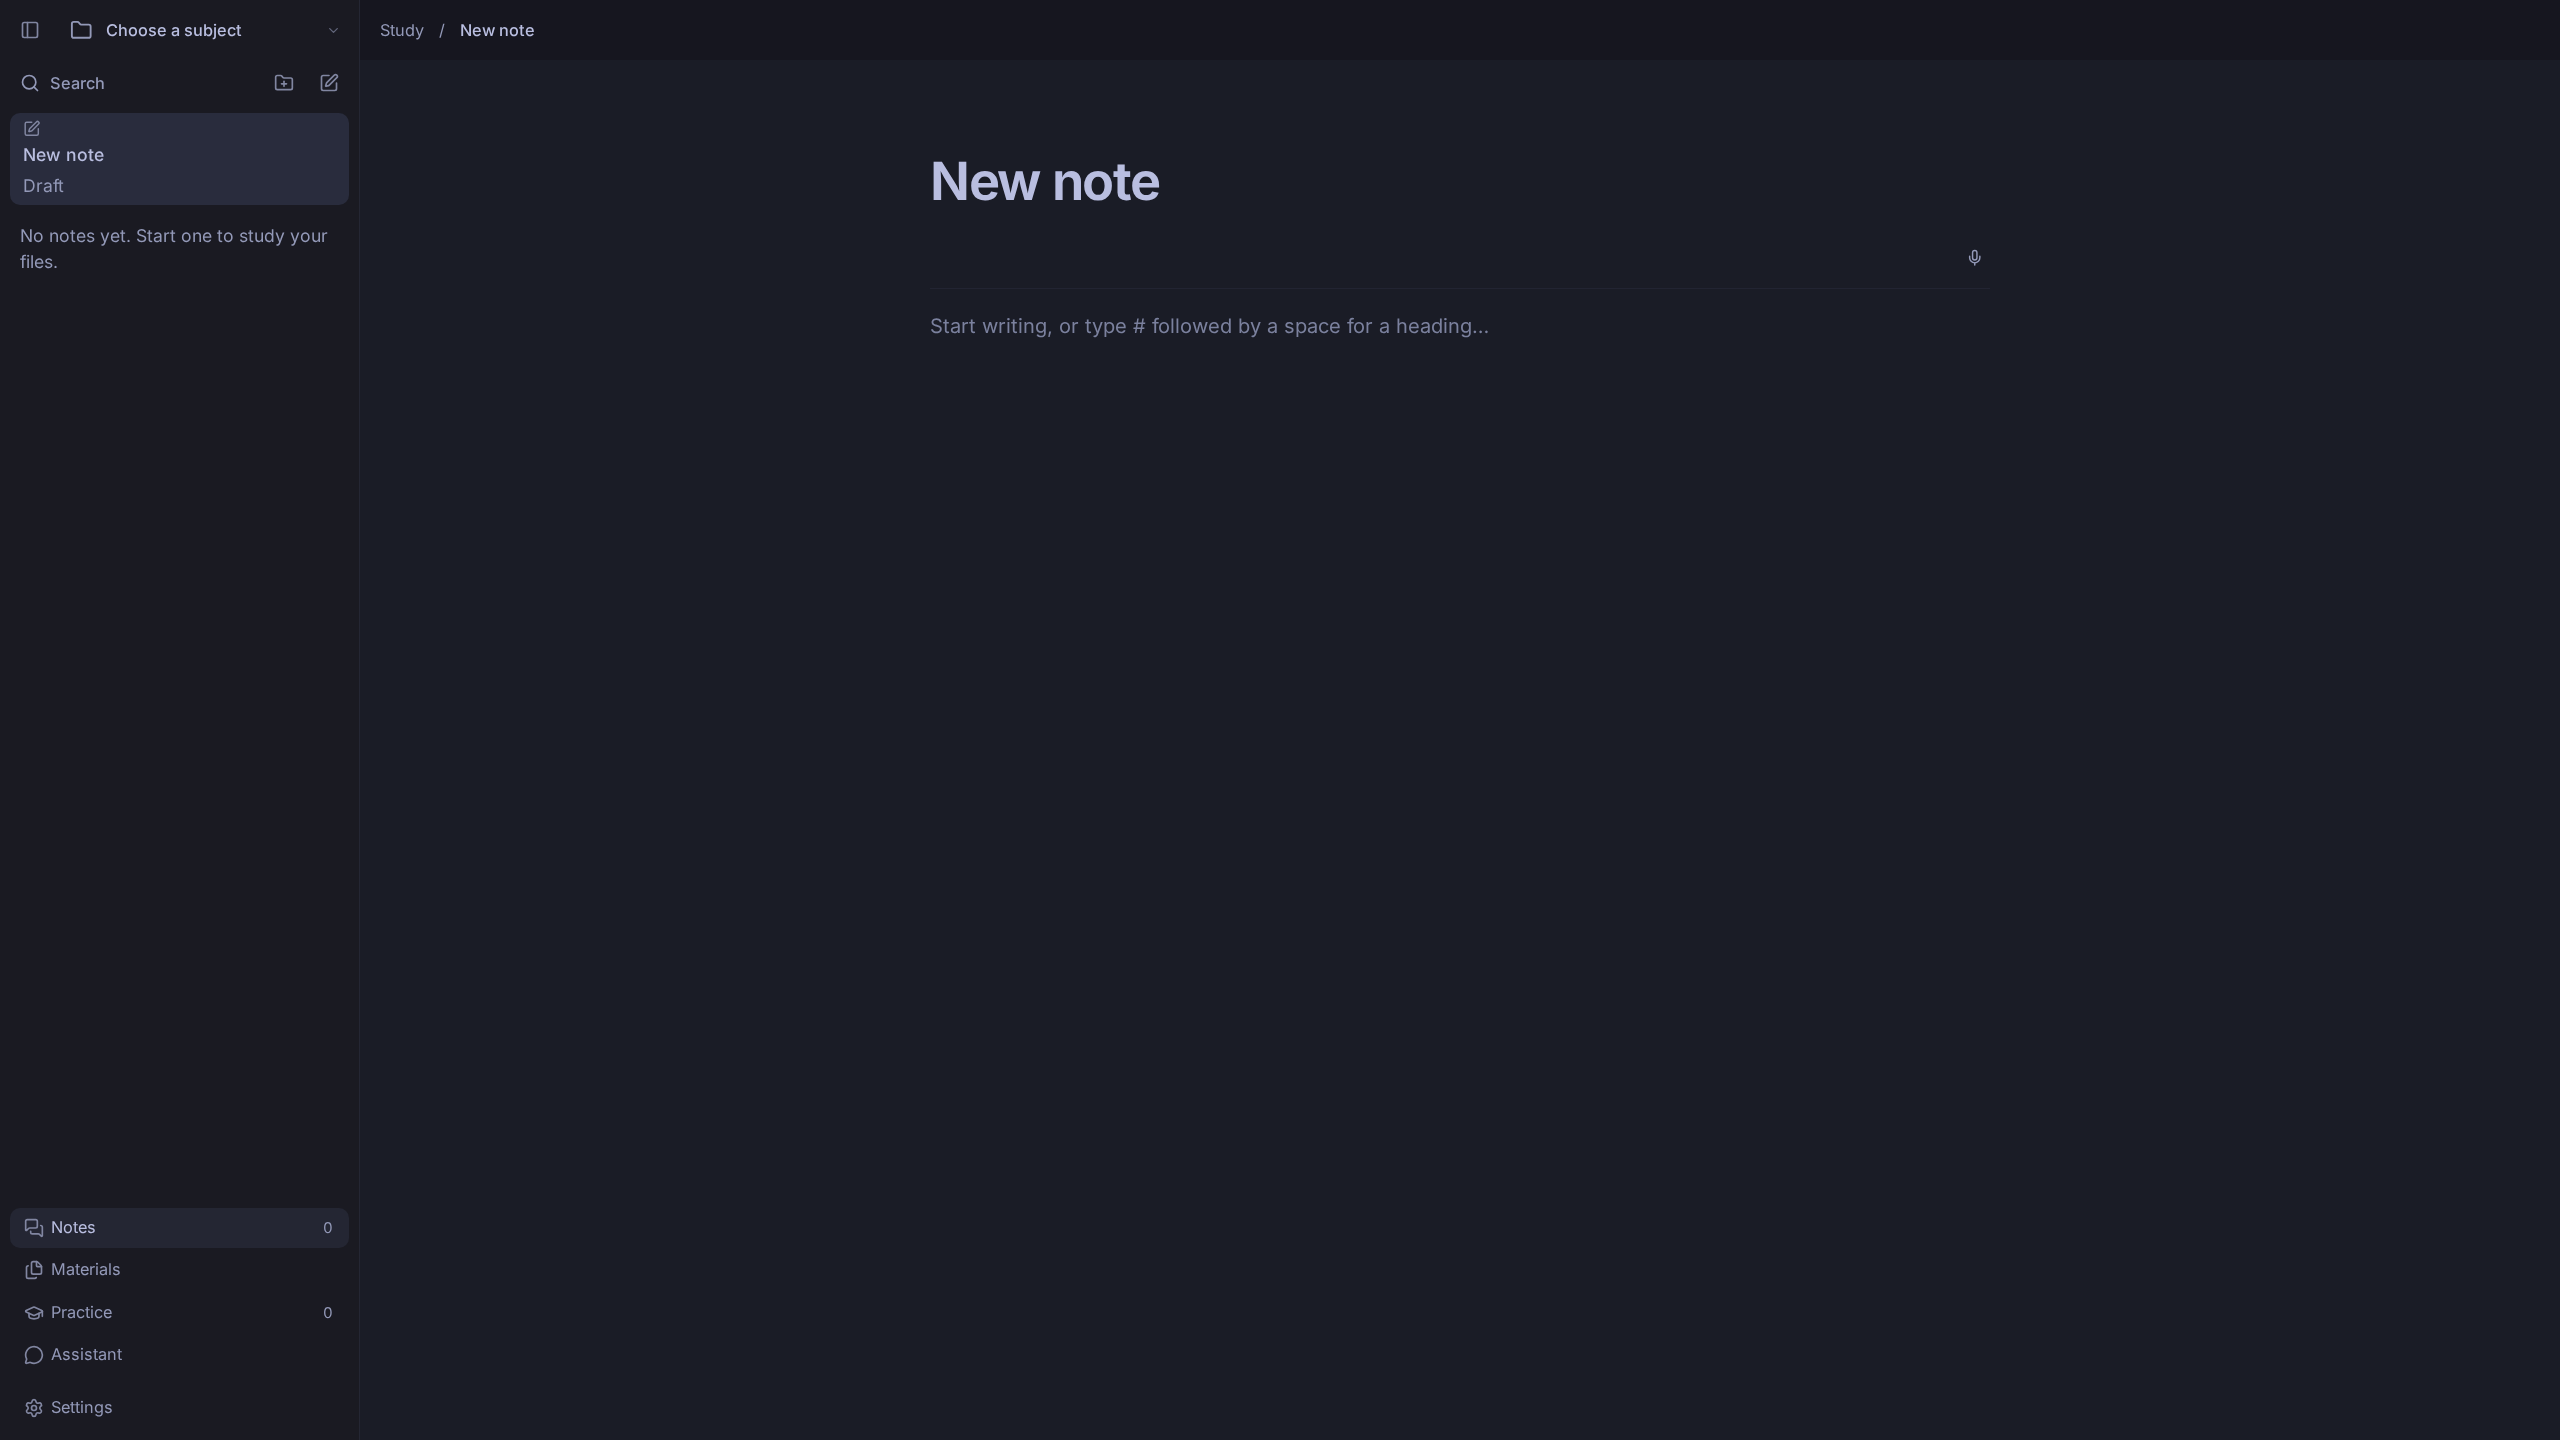 Choose a subject
Study / New note
Search
New note
Draft
No notes yet. Start one to study your
files.
New note
Start writing, or type # followed by a space for a heading...
Notes 0
Materials
Practice 0
Assistant
Settings